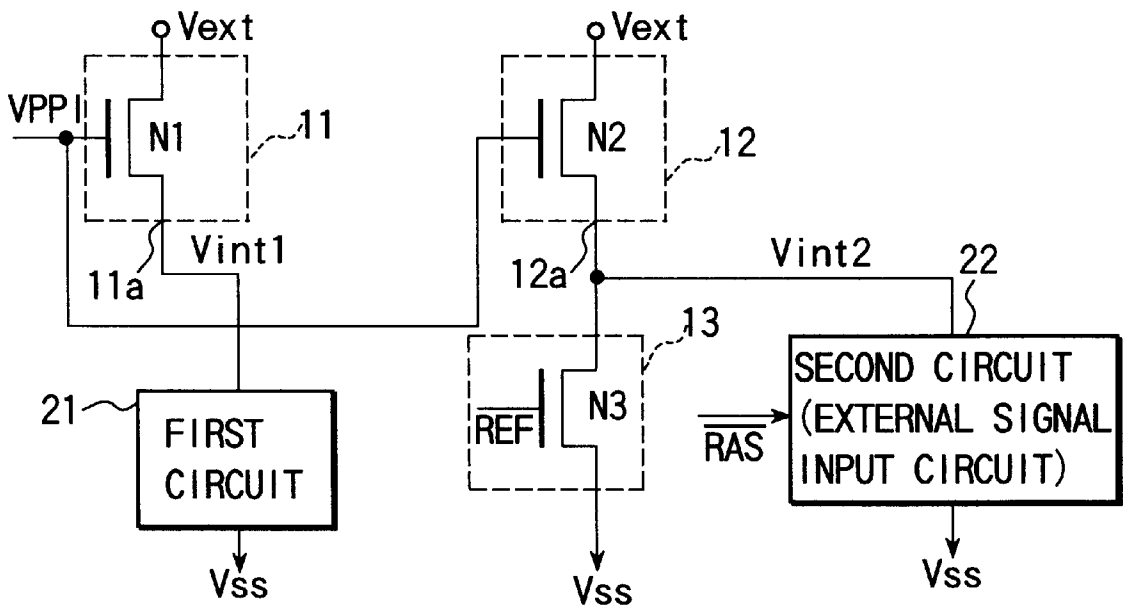 Vext
Vext
VPPI
N1
11
N2
12
11a
Vint1
12a
Vint2
22
13
21
FIRST
CIRCUIT
REF
N3
RAS
SECOND CIRCUIT
(EXTERNAL SIGNAL
INPUT CIRCUIT)
Vss
Vss
Vss